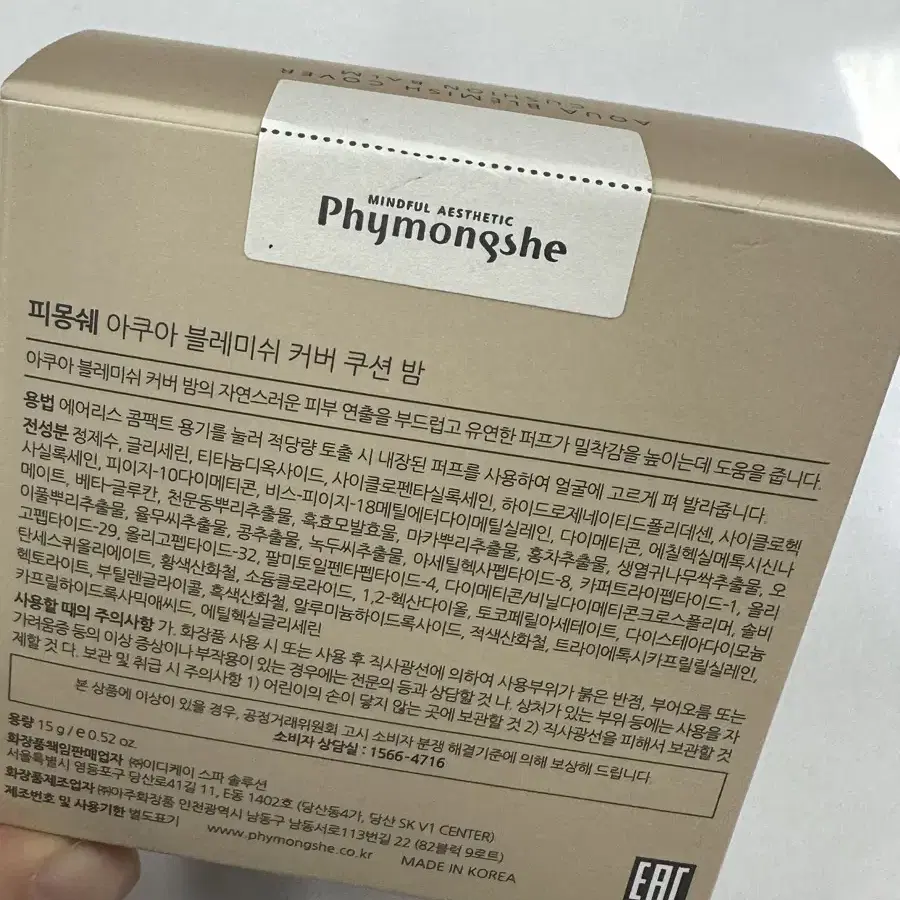 AQUA BLEMISH COVER
CUSHION BALM
MINDFUL AESTHETIC
Phymongshe
피몽쉐 아쿠아 블레미쉬 커버 쿠션 밤
아쿠아 블레미쉬 커버 밤의 자연스러운 피부 연출을 부드럽고 유연한 퍼프가 밀착감을 높이는데 도움을 줍니다.
용법 에어리스 콤팩트 용기를 눌러 적당량 토출 시 내장된 퍼프를 사용하여 얼굴에 고르게 펴 발라줍니다.
전성분 정제수, 글리세린, 티타늄디옥사이드, 사이클로펜타실록세인, 하이드로제네이티드폴리데센, 사이클로헥
사실록세인, 피이지-10다이메티콘, 비스-피이지-18메틸에터다이메틸실레인, 다이메티콘, 에칠헥실메톡시신나
메이트, 베타-글루칸, 천문동뿌리추출물, 흑효모발효물, 마카뿌리추출물, 홍차추출물, 생열귀나무싹추출물, 오
이풀뿌리추출물, 율무씨추출물, 콩추출물, 녹두씨추출물, 아세틸헥사펩타이드-8, 카퍼트라이펩타이드-1, 올리
고펩타이드-29, 올리고펩타이드-32, 팔미토일펜타펩타이드-4, 다이메티콘/비닐다이메티콘크로스폴리머, 솔비
탄세스퀴올리에이트, 황색산화철, 소듐클로라이드, 1,2-헥산다이올, 토코페릴아세테이트, 다이스테아다이모늄
헥토라이트, 부틸렌글라이콜, 흑색산화철, 알루미늄하이드록사이드, 적색산화철, 트라이에톡시카프릴릴실레인,
카프릴하이드록사믹애씨드, 에틸헥실글리세린
사용할 때의 주의사항 가. 화장품 사용 시 또는 사용 후 직사광선에 의하여 사용부위가 붉은 반점, 부어오름 또는
가려움증 등의 이상 증상이나 부작용이 있는 경우에는 전문의 등과 상담할 것 나. 상처가 있는 부위 등에는 사용을 자
제할 것 다. 보관 및 취급 시 주의사항 1) 어린이의 손이 닿지 않는 곳에 보관할 것 2) 직사광선을 피해서 보관할 것
본 상품에 이상이 있을 경우, 공정거래위원회 고시 소비자 분쟁 해결기준에 의해 보상해 드립니다.
소비자 상담실 : 1566-4716
용량 15 g / e 0.52 oz.
화장품책임판매업자 ㈜이디케이 스파 솔루션
서울특별시 영등포구 당산로41길 11, E동 1402호 (당산동4가, 당산 SK V1 CENTER)
화장품제조업자 ㈜아주화장품 인천광역시 남동구 남동서로113번길 22 (82블럭 9로트)
제조번호 및 사용기한 별도표기
www.phymongshe.co.kr MADE IN KOREA
EAC